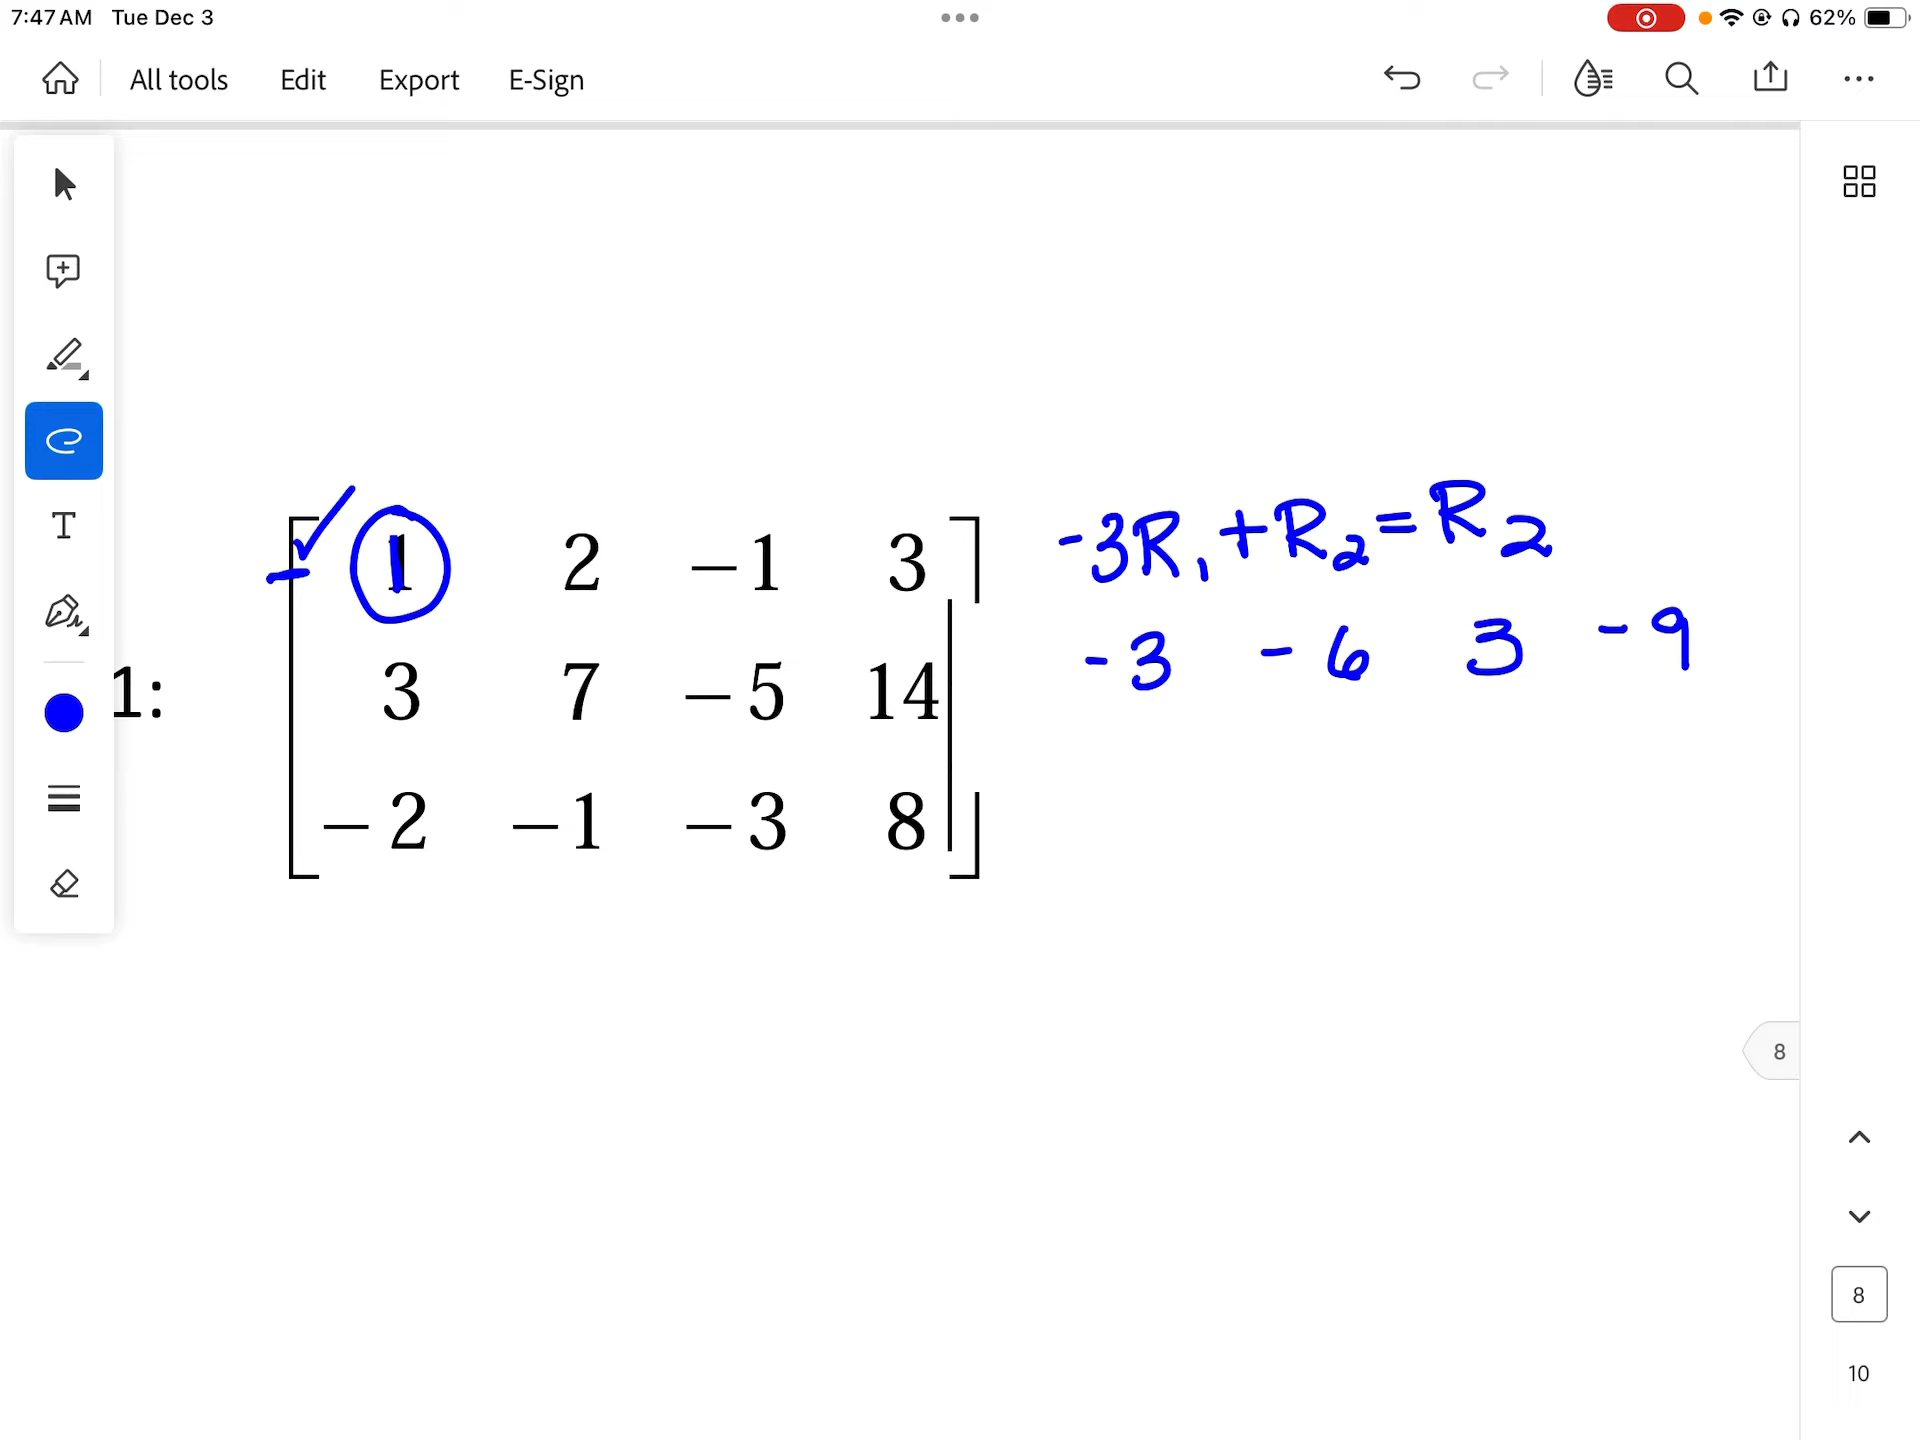 7:47 AM Tue Dec 3 62%
All tools Edit Export E-Sign
-3R₁+R₂=R₂
1 2 −1 3
-3 -6 3 -9
1: 3 7 −5 14
−2 −1 −3 8
T
8
8
10